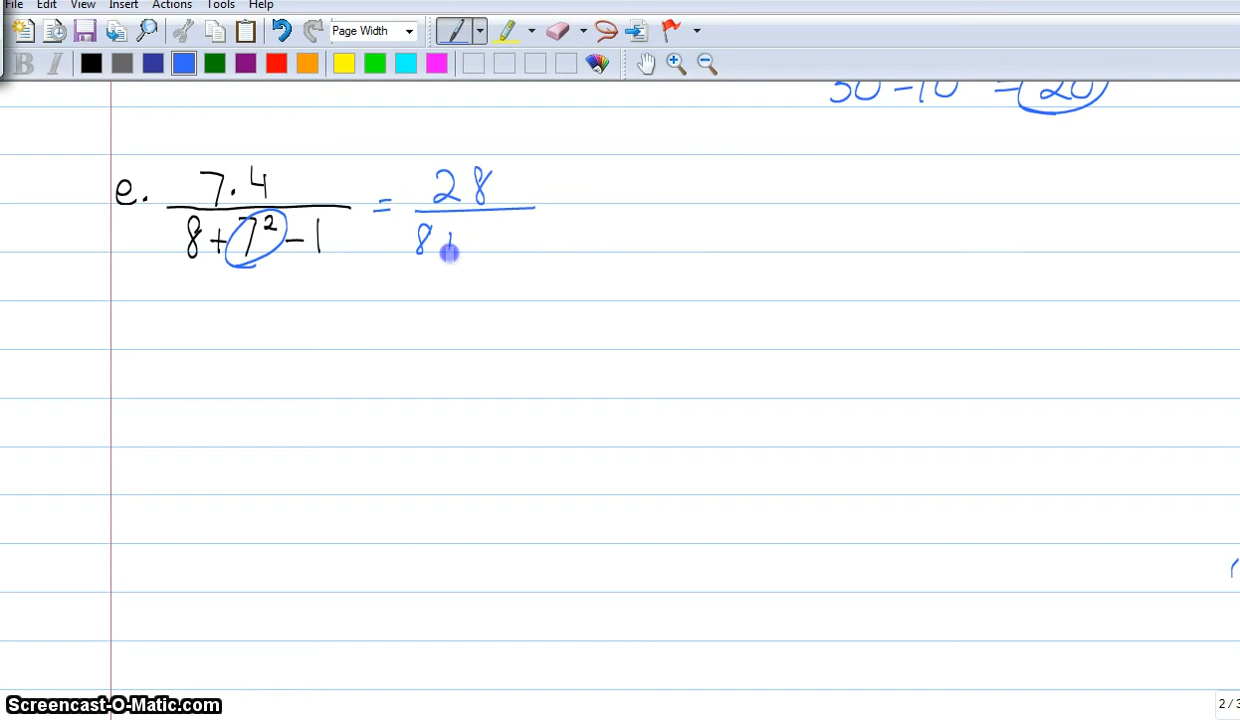 File Edit View Insert Actions Tools Help
Page Width
B I
50 - 10 = 20
e. 7 · 4 = 28
8 + 7² - 1 8 +
2 / 3
Screencast-O-Matic.com